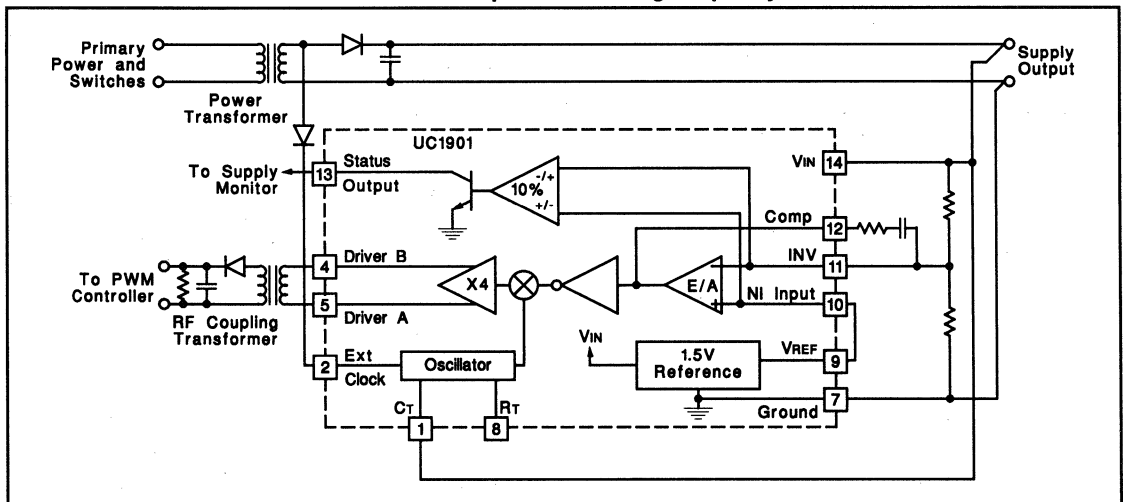 Primary
Power and
Switches
Power
Transformer
Supply
Output
UC1901
To Supply
Monitor
13
Status
Output
10%
-/+
+/-
VIN
14
Comp
12
INV
11
NI Input
10
VREF
9
7
Ground
To PWM
Controller
RF Coupling
Transformer
4
Driver B
5
Driver A
X4
E/A
+
VIN
1.5V
Reference
2
Ext
Clock
Oscillator
CT
RT
1
8